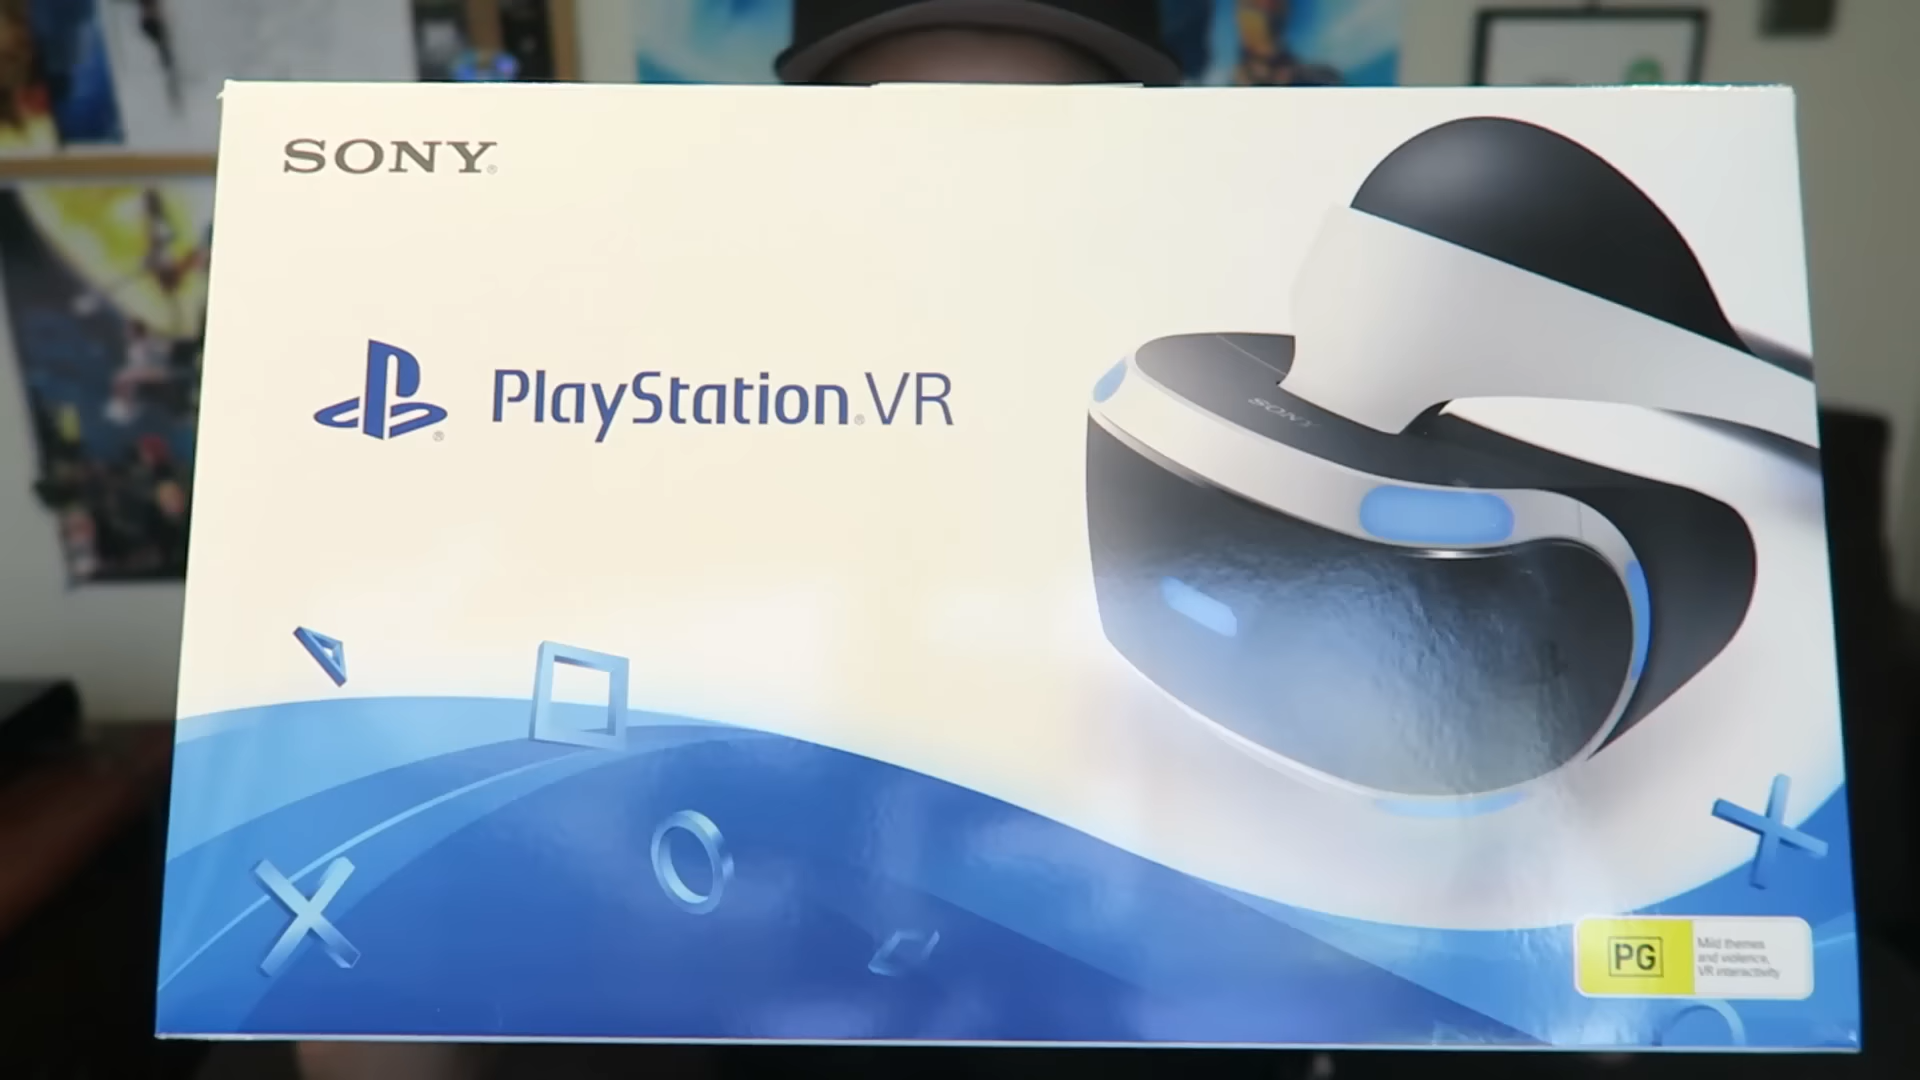 SONY
PlayStation VR
SONY
PG
Mild themes
and violence,
VR interactivity